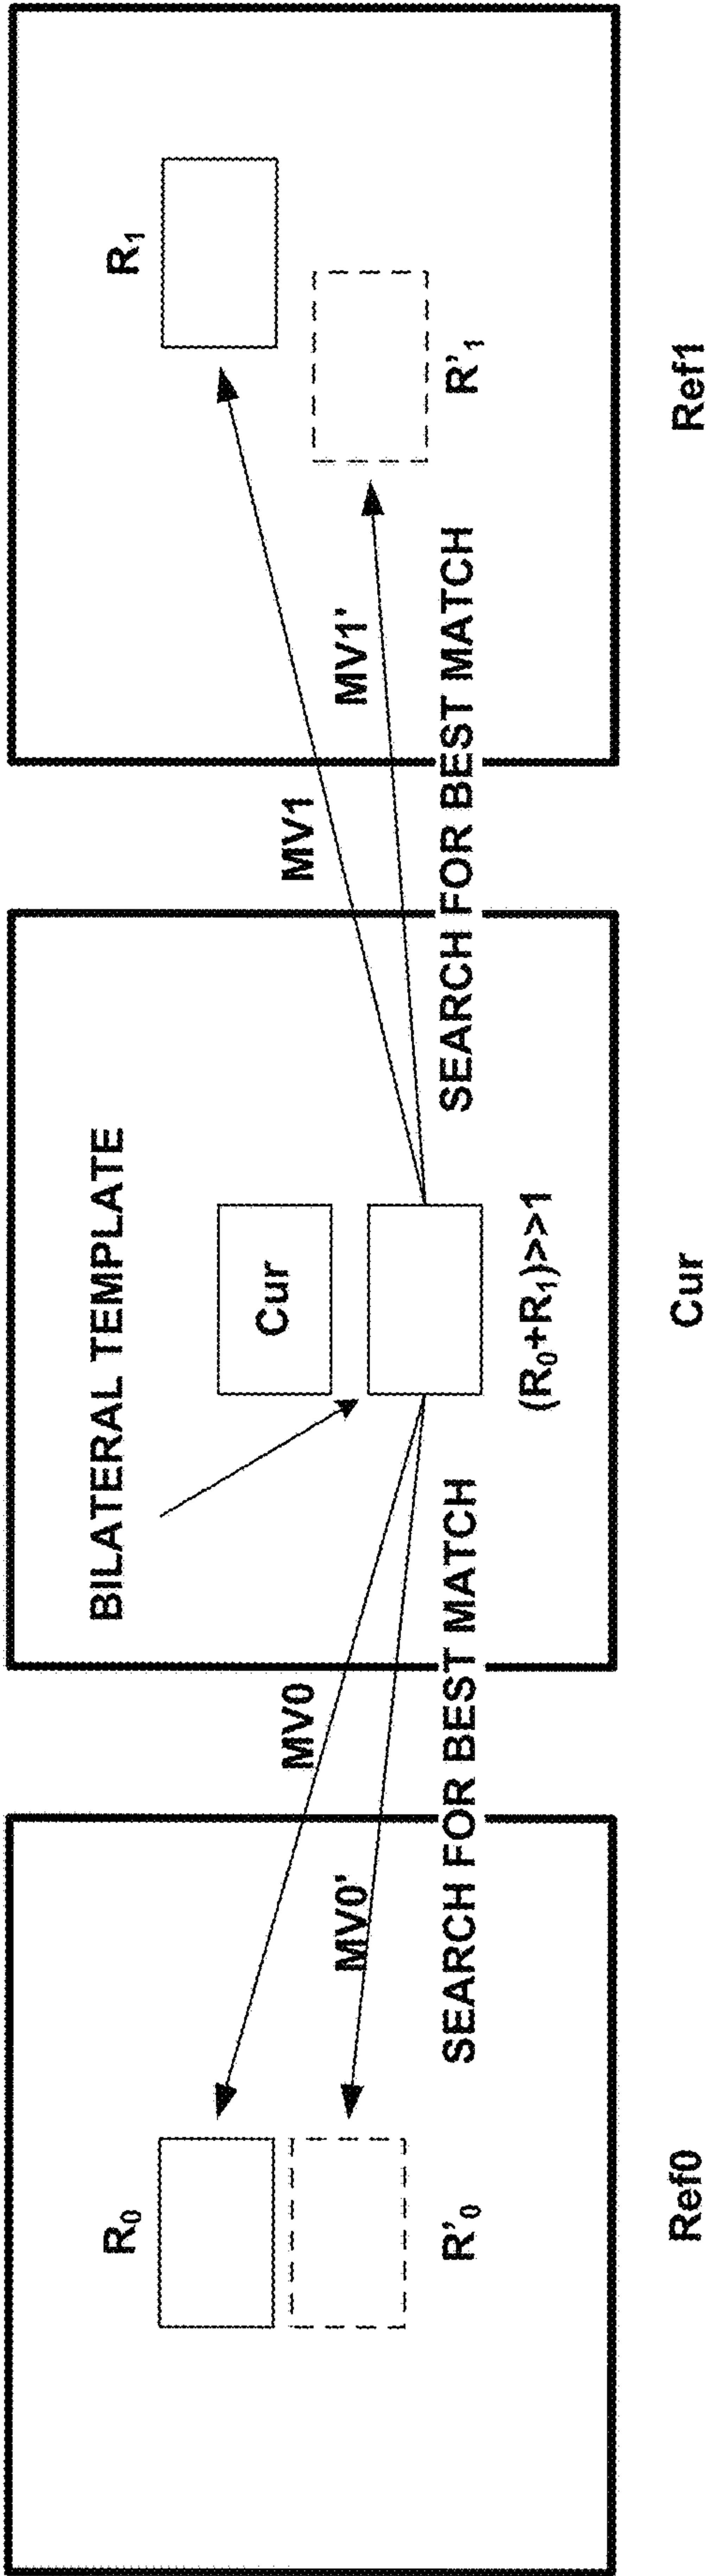 BILATERAL TEMPLATE
R₀
Cur
R₁
MV0
MV1
MV0'
MV1'
R'₀
R'₁
SEARCH FOR BEST MATCH
SEARCH FOR BEST MATCH
(R₀+R₁)>>1
Ref0
Cur
Ref1